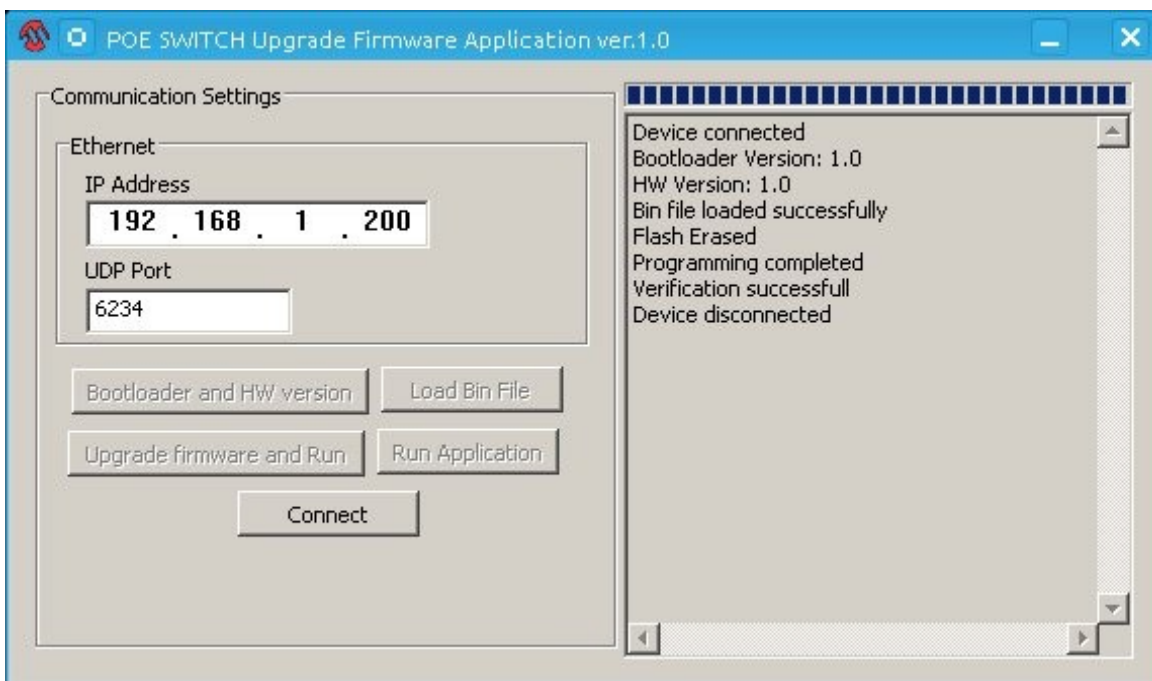 POE SWITCH Upgrade Firmware Application ver.1.0
Communication Settings
Ethernet
IP Address
192 . 168 . 1 . 200
UDP Port
6234
Bootloader and HW version
Load Bin File
Upgrade firmware and Run
Run Application
Connect
Device connected
Bootloader Version: 1.0
HW Version: 1.0
Bin file loaded successfully
Flash Erased
Programming completed
Verification successfull
Device disconnected